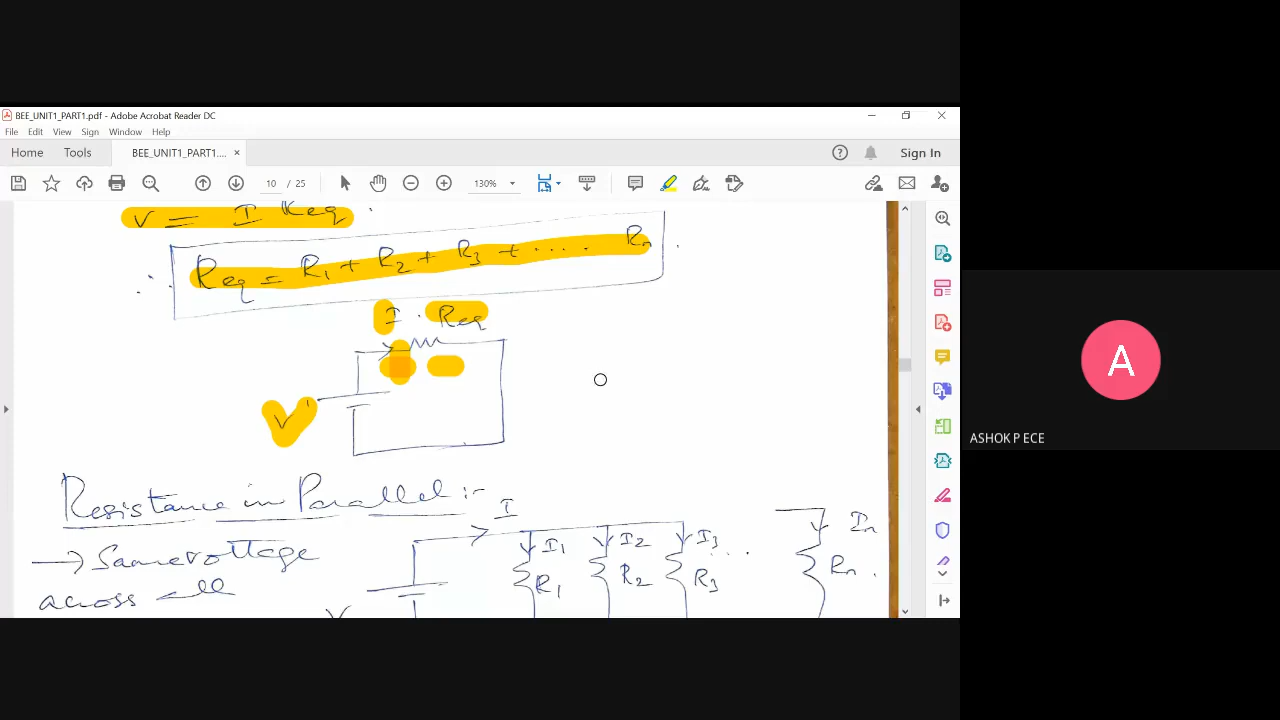 BEE_UNIT1_PART1.pdf - Adobe Acrobat Reader DC
File Edit View Window Help
Home Tools BEE_UNIT1_PART1.... × Sign In
10 / 25 130%
V = I Req.
∴ Req = R1 + R2 + R3 + ..... Rn.
I . Req
V
Resistance in Parallel :-
I
→ Same voltage
across all
I1 I2 I3 .... In
R1 R2 R3 Rn.
V
A
ASHOK P ECE